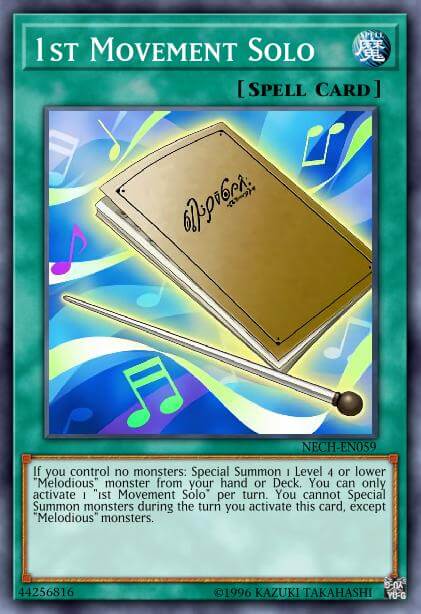 1st Movement Solo
[Spell Card]
NECH-EN059
If you control no monsters: Special Summon 1 Level 4 or lower
"Melodious" monster from your hand or Deck. You can only
activate 1 "1st Movement Solo" per turn. You cannot Special
Summon monsters during the turn you activate this card, except
"Melodious" monsters.
44256816
©1996 KAZUKI TAKAHASHI